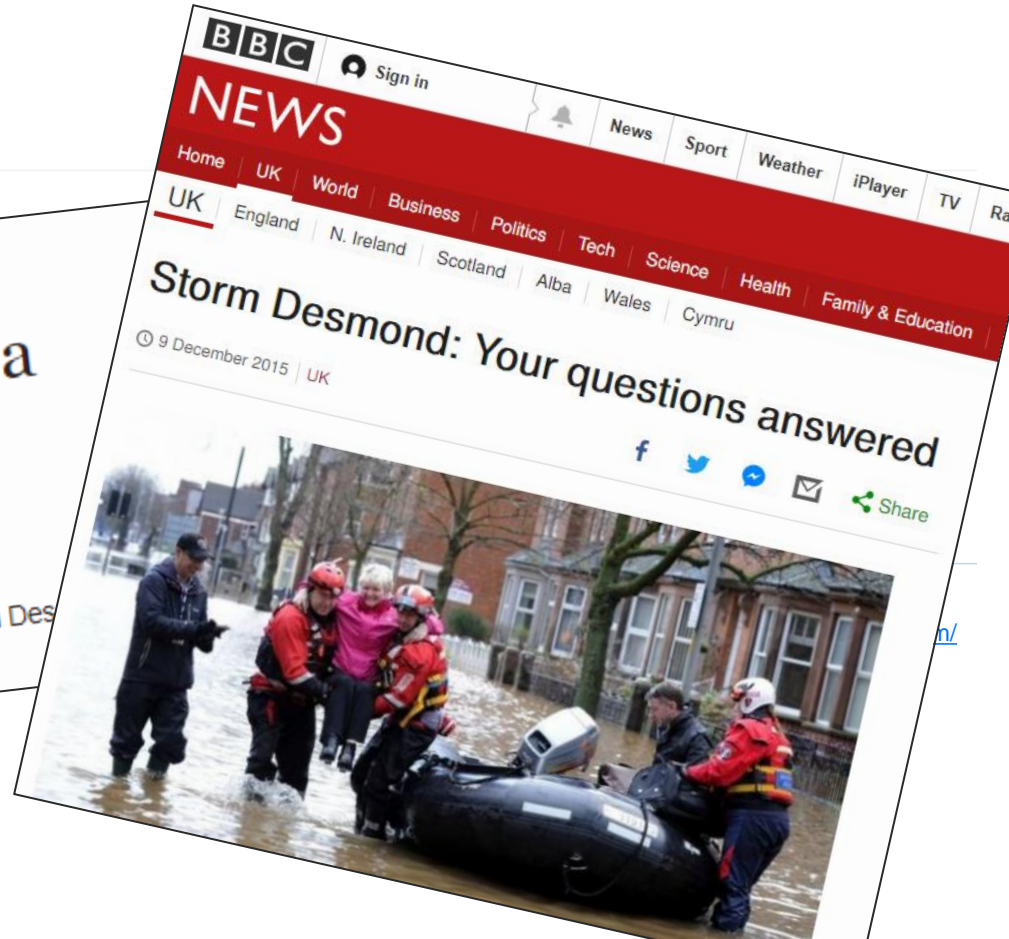 BBC Sign in News Sport Weather iPlayer TV Ra
NEWS
Home UK World Business Politics Tech Science Health Family & Education
UK England N. Ireland Scotland Alba Wales Cymru
Storm Desmond: Your questions answered
9 December 2015 UK
Share
a
Des
m/